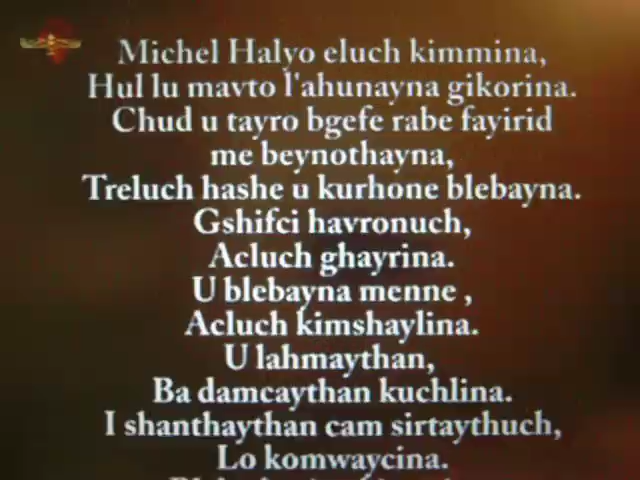 Michel Halyo eluch kimmina,
Hul lu mavto l'ahunayna gikorina.
Chud u tayro bgefe rabe fayirid
me beynothayna,
Treluch hashe u kurhone blebayna.
Gshifci havronuch,
Acluch ghayrina.
U blebayna menne ,
Acluch kimshaylina.
U lahmaythan,
Ba damcaythan kuchlina.
I shanthaythan cam sirtaythuch,
Lo komwaycina.